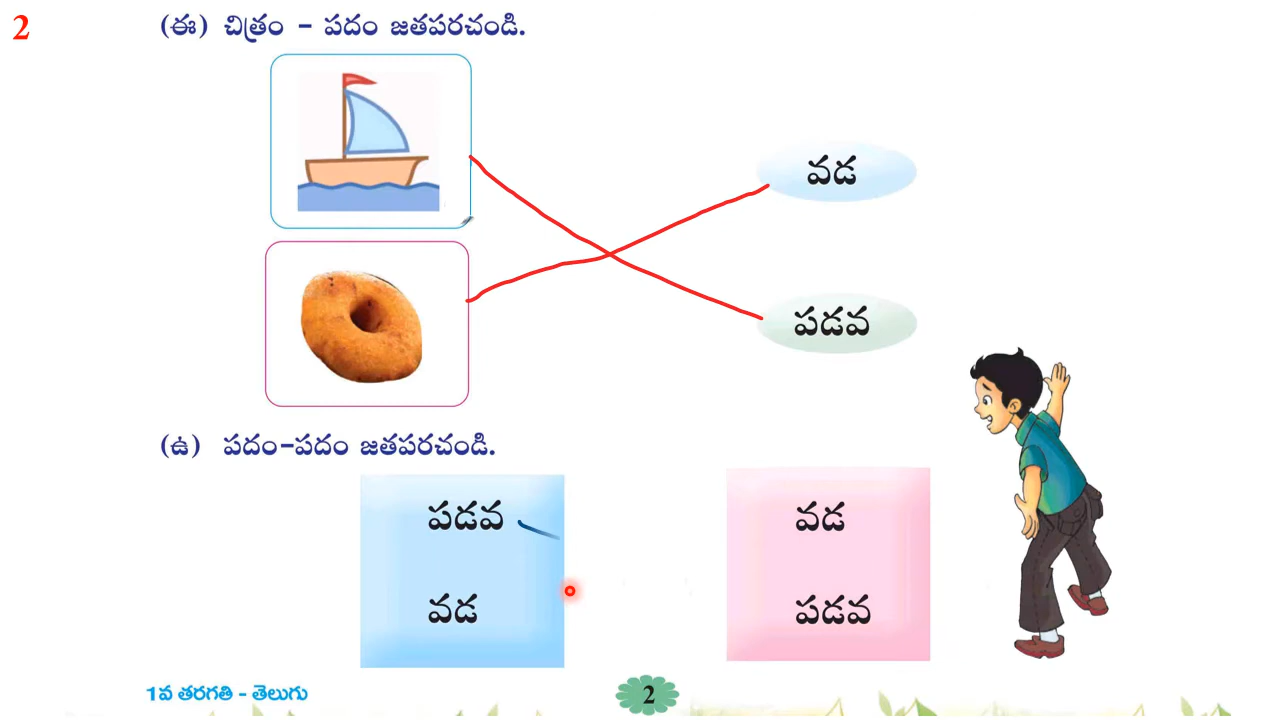 2
(ఈ) చిత్రం - పదం జతపరచండి.
వడ
పడవ
(ఉ) పదం-పదం జతపరచండి.
పడవ వడ
వడ పడవ
1వ తరగతి - తెలుగు 2